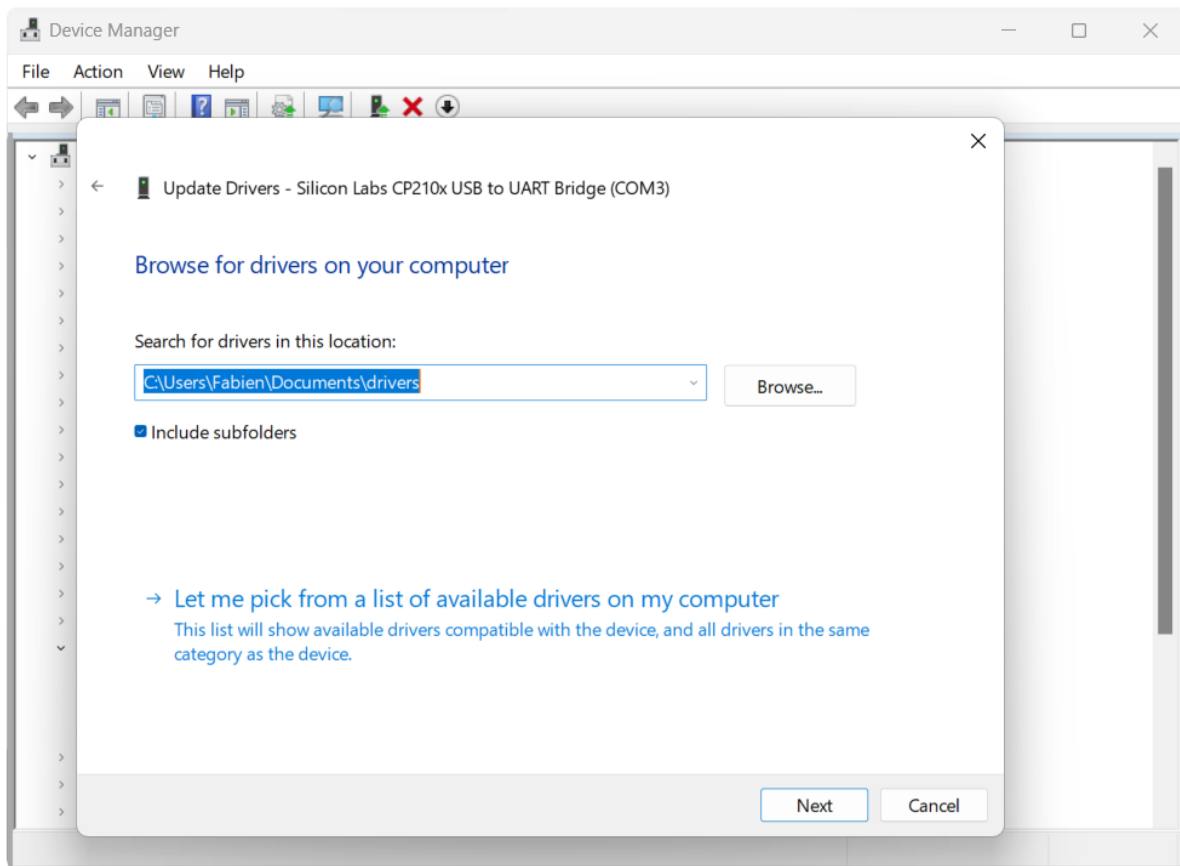 Device Manager
File Action View Help
Update Drivers - Silicon Labs CP210x USB to UART Bridge (COM3)
Browse for drivers on your computer
Search for drivers in this location:
C:\Users\Fabien\Documents\drivers
Browse...
Include subfolders
Let me pick from a list of available drivers on my computer
This list will show available drivers compatible with the device, and all drivers in the same
category as the device.
Next Cancel